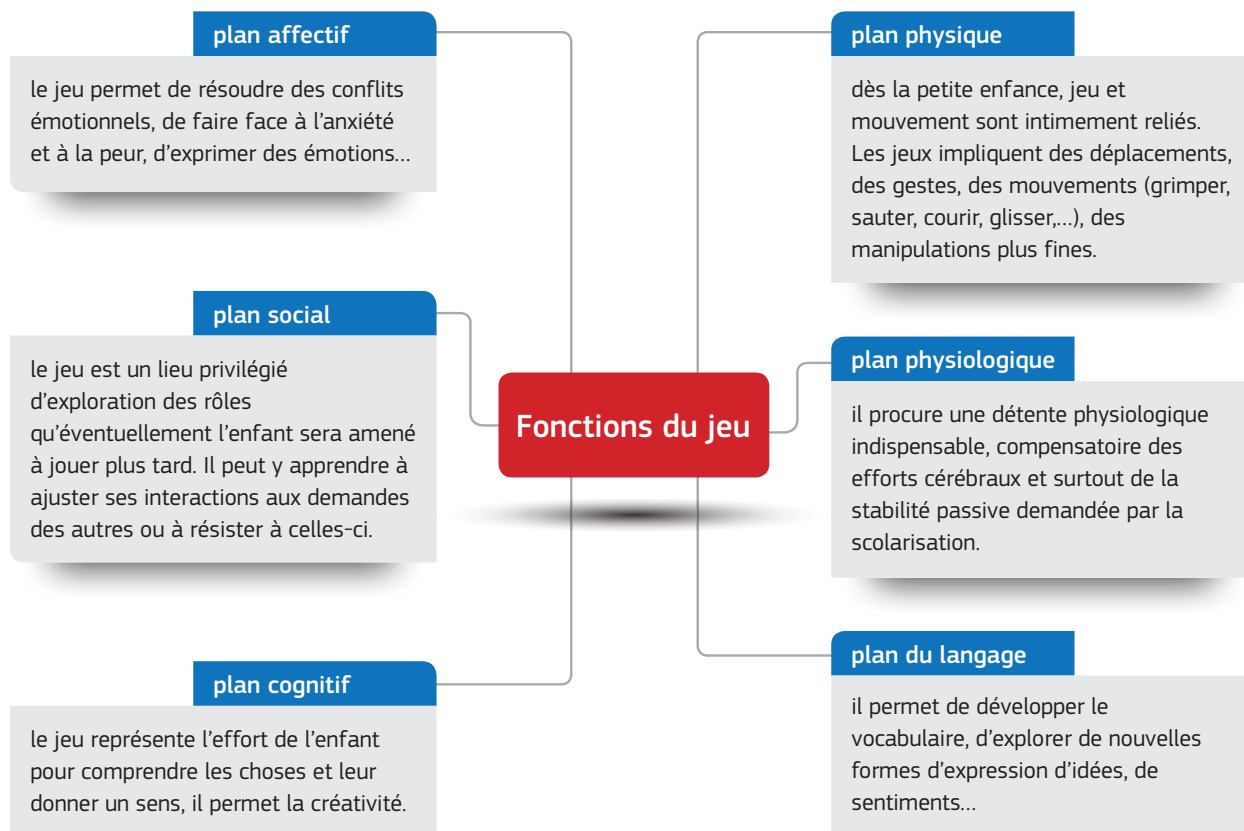 plan affectif
le jeu permet de résoudre des conflits
émotionnels, de faire face à l’anxiété
et à la peur, d’exprimer des émotions…
plan social
le jeu est un lieu privilégié
d’exploration des rôles
qu’éventuellement l’enfant sera amené
à jouer plus tard. Il peut y apprendre à
ajuster ses interactions aux demandes
des autres ou à résister à celles-ci.
plan cognitif
le jeu représente l’effort de l’enfant
pour comprendre les choses et leur
donner un sens, il permet la créativité.
Fonctions du jeu
plan physique
dès la petite enfance, jeu et
mouvement sont intimement reliés.
Les jeux impliquent des déplacements,
des gestes, des mouvements (grimper,
sauter, courir, glisser,…), des
manipulations plus fines.
plan physiologique
il procure une détente physiologique
indispensable, compensatoire des
efforts cérébraux et surtout de la
stabilité passive demandée par la
scolarisation.
plan du langage
il permet de développer le
vocabulaire, d’explorer de nouvelles
formes d’expression d’idées, de
sentiments…